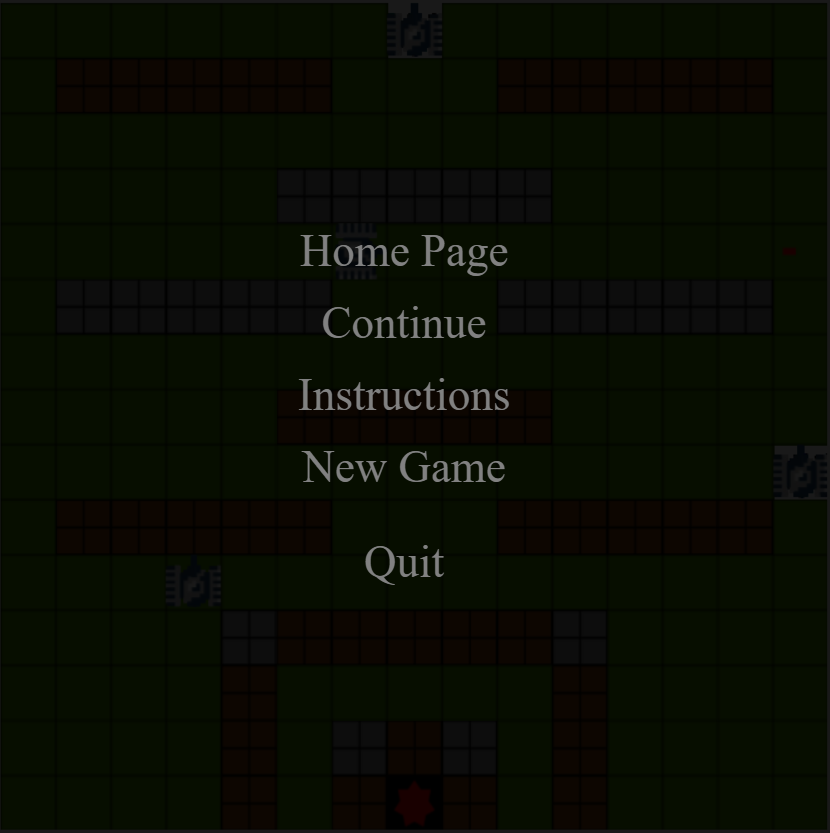 Home Page
Continue
Instructions
New Game
Quit